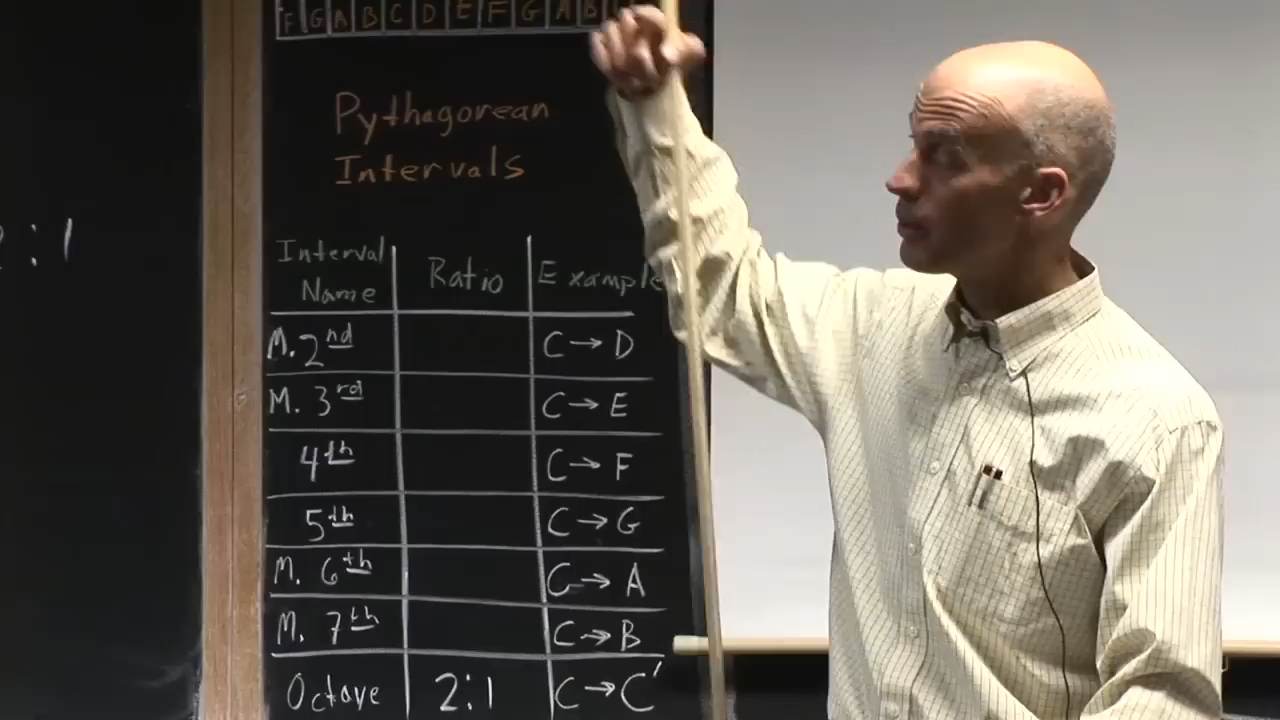 F G A B C D E F G A B
Pythagorean
Intervals
:1
Interval Name Ratio Example
M. 2nd C→D
M. 3rd C→E
4th C→F
5th C→G
M. 6th G→A
M. 7th C→B
Octave 2:1 C→C'